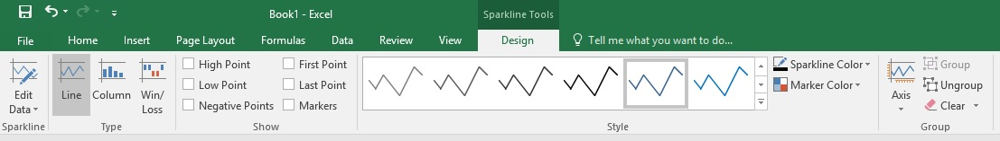 Book1 - Excel
Sparkline Tools
File Home Insert Page Layout Formulas Data Review View Design Tell me what you want to do...
Edit Data
Sparkline
Line Column Win/ Loss
Type
High Point First Point
Low Point Last Point
Negative Points Markers
Show
Style
Sparkline Color
Marker Color
Axis
Group
Ungroup
Clear
Group